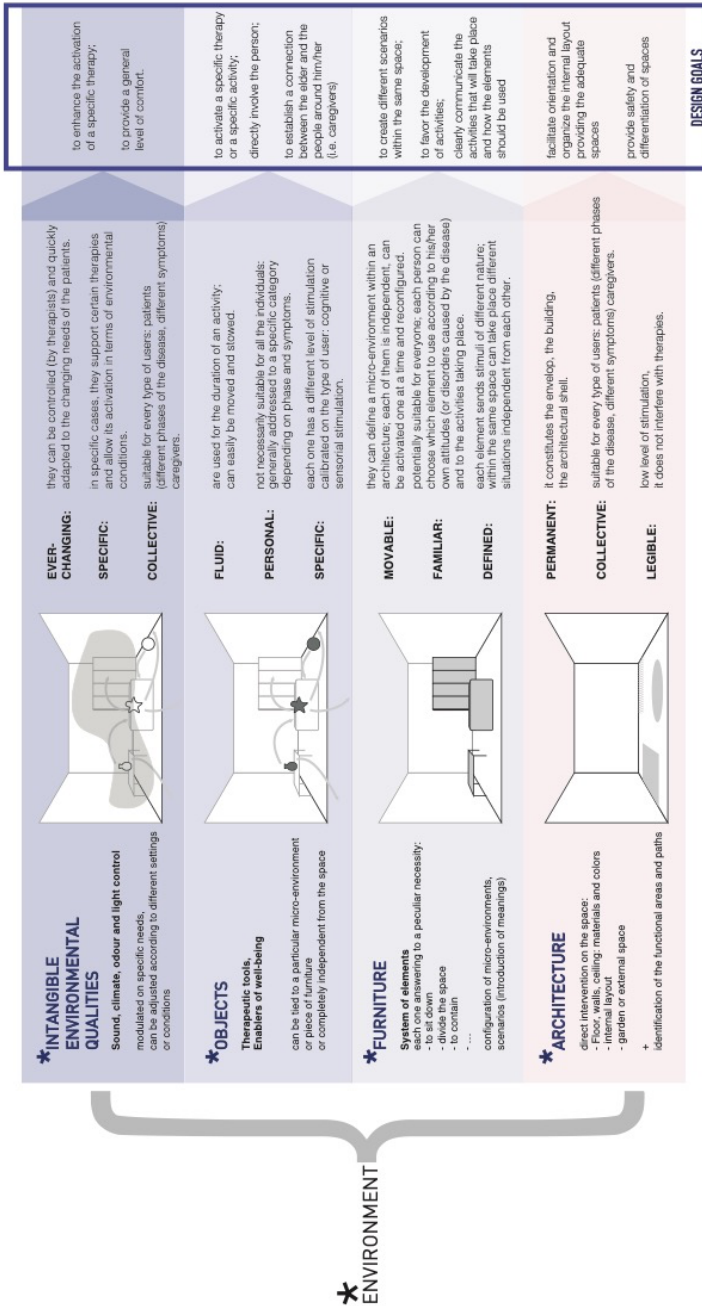 *ENVIRONMENT
*INTANGIBLE
ENVIRONMENTAL
QUALITIES
Sound, climate, odour and light control
modulated on specific needs,
can be adjusted according to different settings
or conditions
EVER-
CHANGING:
they can be controlled (by therapists) and quickly
adapted to the changing needs of the patients.
SPECIFIC:
in specific cases, they support certain therapies
and allow its activation in terms of environmental
conditions.
COLLECTIVE:
suitable for every type of users: patients
(different phases of the disease, different symptoms)
caregivers.
to enhance the activation
of a specific therapy;
to provide a general
level of comfort.
*OBJECTS
Therapeutic tools,
Enablers of well-being
can be tied to a particular micro-environment
or piece of furniture
or completely independent from the space
FLUID:
are used for the duration of an activity;
can easily be moved and stowed.
PERSONAL:
not necessarily suitable for all the individuals:
generally addressed to a specific category
depending on phase and symptoms.
SPECIFIC:
each one has a different level of stimulation
calibrated on the type of user: cognitive or
sensorial stimulation.
to activate a specific therapy
or a specific activity;
directly involve the person;
to establish a connection
between the elder and the
people around him/her
(i.e. caregivers)
*FURNITURE
System of elements
each one answering to a peculiar necessity:
- to sit down
- divide the space
- to contain
- ...
configuration of micro-environments,
scenarios (introduction of meanings)
MOVABLE:
they can define a micro-environment within an
architecture; each of them is independent, can
be activated one at a time and reconfigured.
FAMILIAR:
potentially suitable for everyone; each person can
choose which element to use according to his/her
own attitudes (or disorders caused by the disease)
and to the activities taking place.
DEFINED:
each element sends stimuli of different nature;
within the same space can take place different
situations independent from each other.
to create different scenarios
within the same space;
to favor the development
of activities;
clearly communicate the
activities that will take place
and how the elements
should be used
*ARCHITECTURE
direct intervention on the space:
- Floor, walls, ceiling: materials and colors
- internal layout
- garden or external space
+
identification of the functional areas and paths
PERMANENT:
it constitutes the envelop, the building,
the architectural shell.
COLLECTIVE:
suitable for every type of users: patients (different phases
of the disease, different symptoms) caregivers.
LEGIBLE:
low level of stimulation,
it does not interfere with therapies.
facilitate orientation and
organize the internal layout
providing the adequate
spaces
provide safety and
differentiation of spaces
DESIGN GOALS